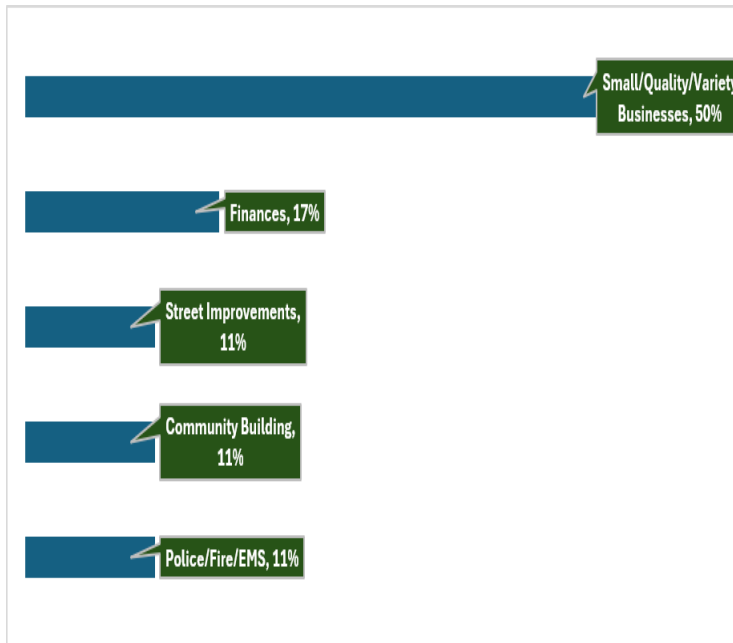 Small/Quality/Variety
Businesses, 50%
Finances, 17%
Street Improvements,
11%
Community Building,
11%
Police/Fire/EMS, 11%